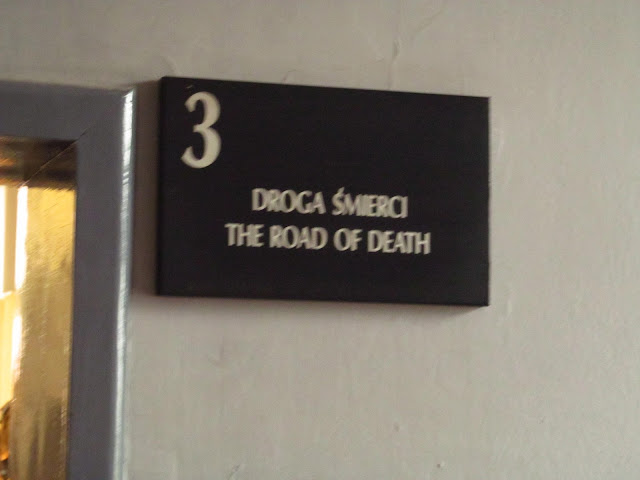 3
DROGA ŚMIERCI
THE ROAD OF DEATH